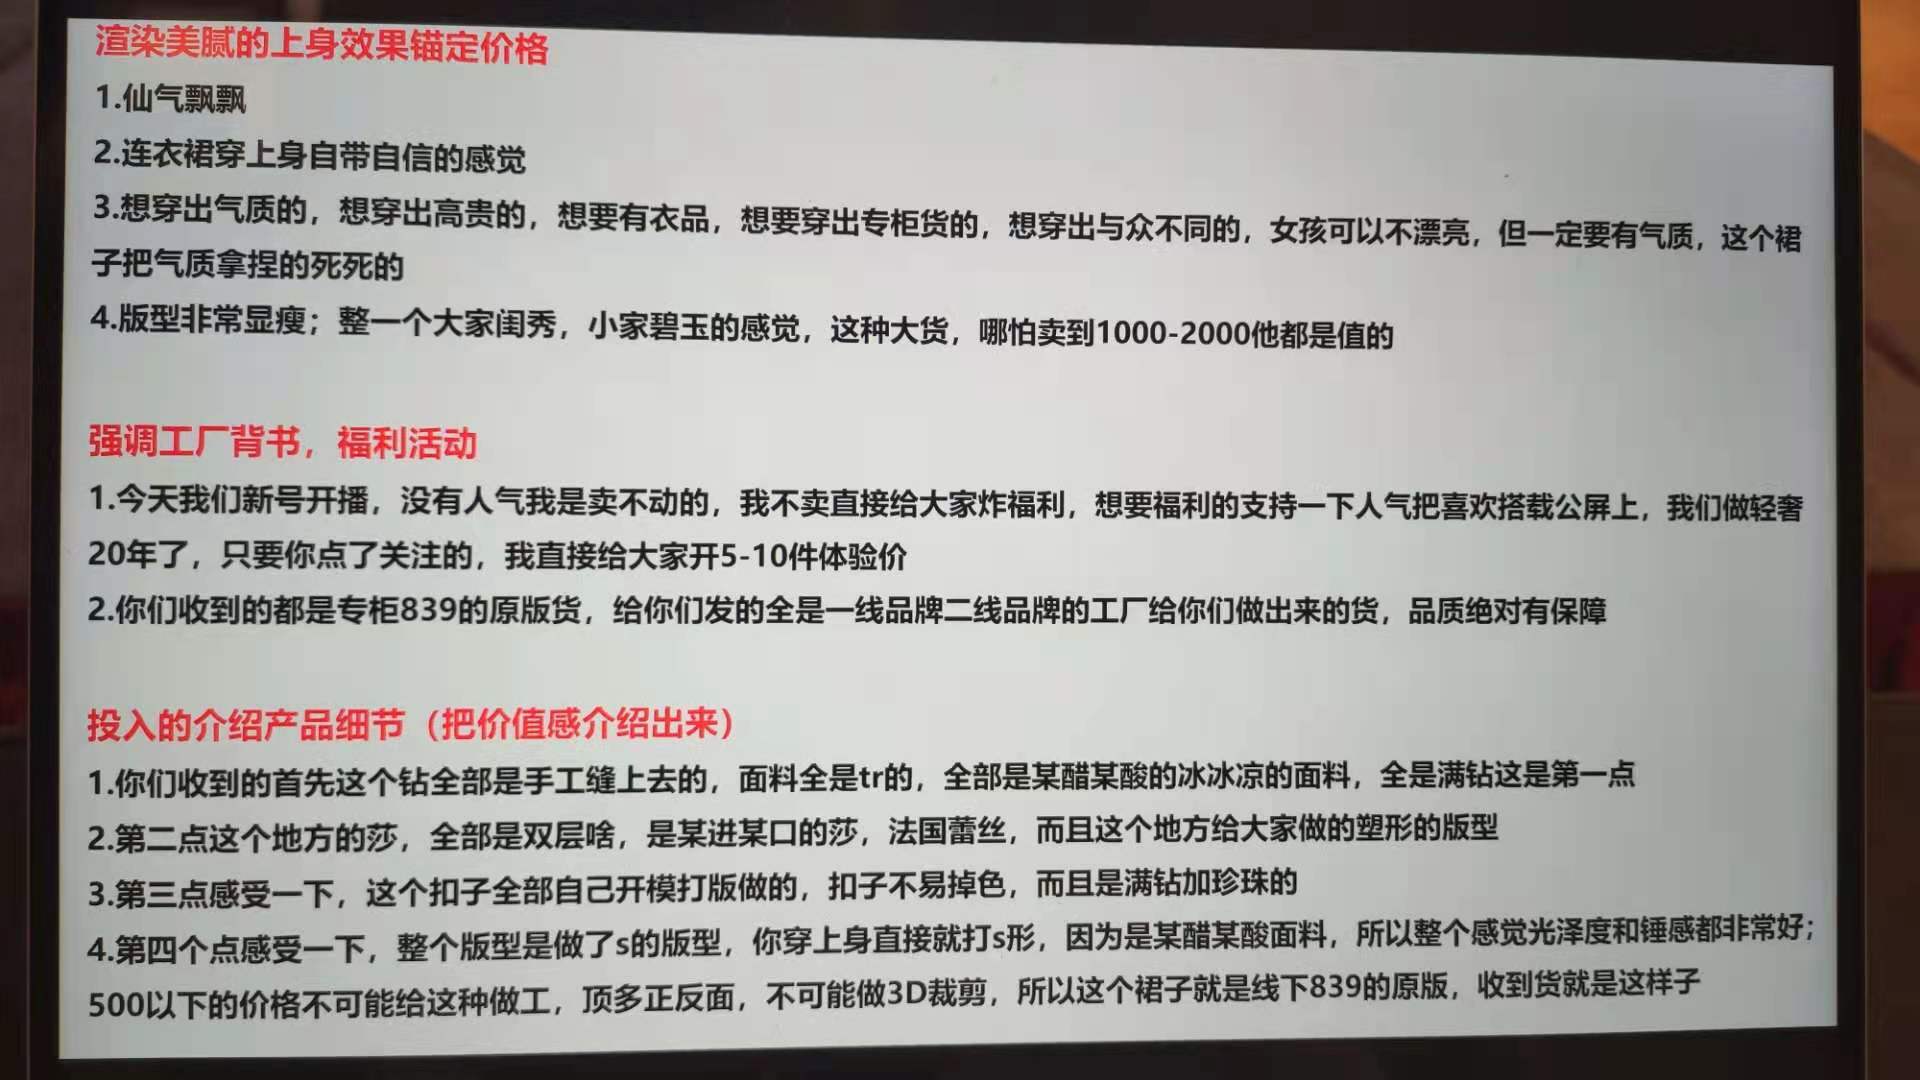 渲染美腻的上身效果锚定价格
1.仙气飘飘
2.连衣裙穿上身自带自信的感觉
3.想穿出气质的，想穿出高贵的，想要有衣品，想要穿出专柜货的，想穿出与众不同的，女孩可以不漂亮，但一定要有气质，这个裙
子把气质拿捏的死死的
4.版型非常显瘦；整一个大家闺秀，小家碧玉的感觉，这种大货，哪怕卖到1000-2000他都是值的
强调工厂背书，福利活动
1.今天我们新号开播，没有人气我是卖不动的，我不卖直接给大家炸福利，想要福利的支持一下人气把喜欢搭载公屏上，我们做轻奢
20年了，只要你点了关注的，我直接给大家开5-10件体验价
2.你们收到的都是专柜839的原版货，给你们发的全是一线品牌二线品牌的工厂给你们做出来的货，品质绝对有保障
投入的介绍产品细节（把价值感介绍出来）
1.你们收到的首先这个钻全部是手工缝上去的，面料全是tr的，全部是某醋某酸的冰冰凉的面料，全是满钻这是第一点
2.第二点这个地方的莎，全部是双层啥，是某进某口的莎，法国蕾丝，而且这个地方给大家做的塑形的版型
3.第三点感受一下，这个扣子全部自己开模打版做的，扣子不易掉色，而且是满钻加珍珠的
4.第四个点感受一下，整个版型是做了s的版型，你穿上身直接就打s形，因为是某醋某酸面料，所以整个感觉光泽度和锤感都非常好；
500以下的价格不可能给这种做工，顶多正反面，不可能做3D裁剪，所以这个裙子就是线下839的原版，收到货就是这样子